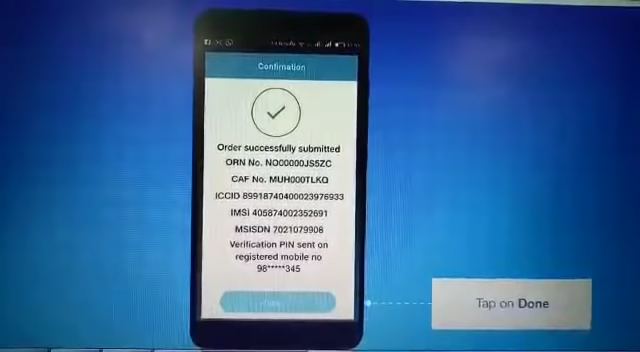 Confirmation
Order successfully submitted
ORN No. NO00000JS5ZC
CAF No. MUH000TLKQ
ICCID 89918740400023976933
IMSI 405874002352691
MSISDN 7021079906
Verification PIN sent on
registered mobile no
98*****345
Tap on Done